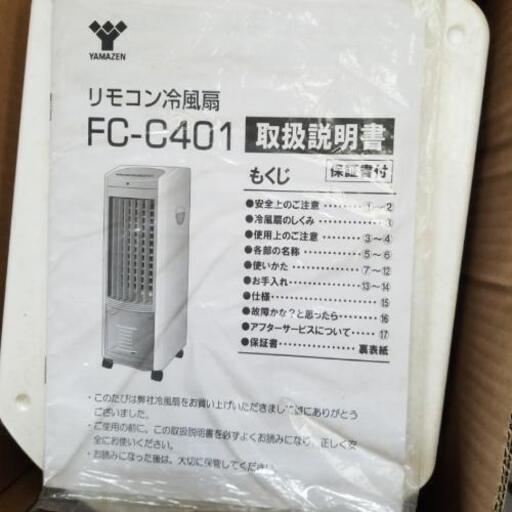 YAMAZEN
リモコン冷風扇
FC-C401
取扱説明書
もくじ
保証書付
●安全上のご注意 ········ ①～②
●冷風扇のしくみ ············ ③
●使用上のご注意 ········ ③～④
●各部の名称 ············ ⑤～⑥
●使いかた ············ ⑦～⑫
●お手入れ ············ ⑬～⑭
●仕様 ···················· ⑮
●故障かな?と思ったら ······ ⑯
●アフターサービスについて ···· ⑰
●保証書 ············ 裏表紙
・このたびは弊社冷風扇をお買い上げいただきまし 誠にありがとう
ございました。
・ご使用の前に、この取扱説明書を必ずよくお読みになり、正しく安
全にお使いください。
・お読みになった後は、大切に保管してください。